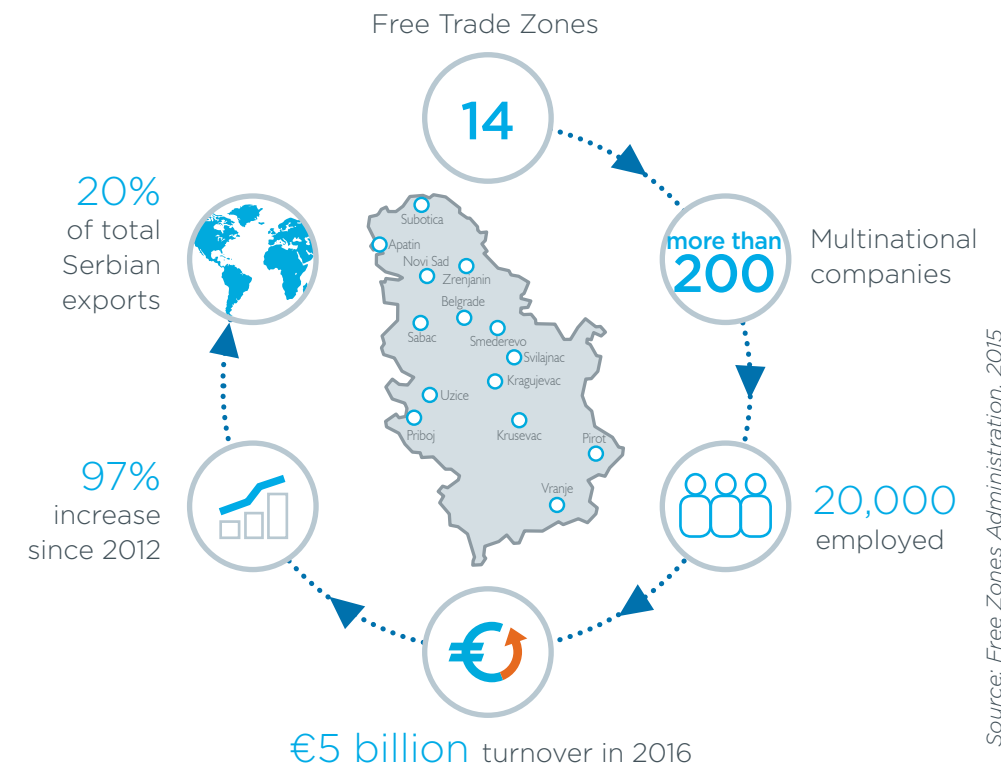 Free Trade Zones
14
more than
200
Multinational
companies
20,000
employed
€5 billion turnover in 2016
97%
increase
since 2012
20%
of total
Serbian
exports
Subotica
Apatin
Novi Sad
Zrenjanin
Belgrade
Sabac
Smederevo
Svilajnac
Kragujevac
Uzice
Priboj
Krusevac
Pirot
Vranje
Source: Free Zones Administration, 2015